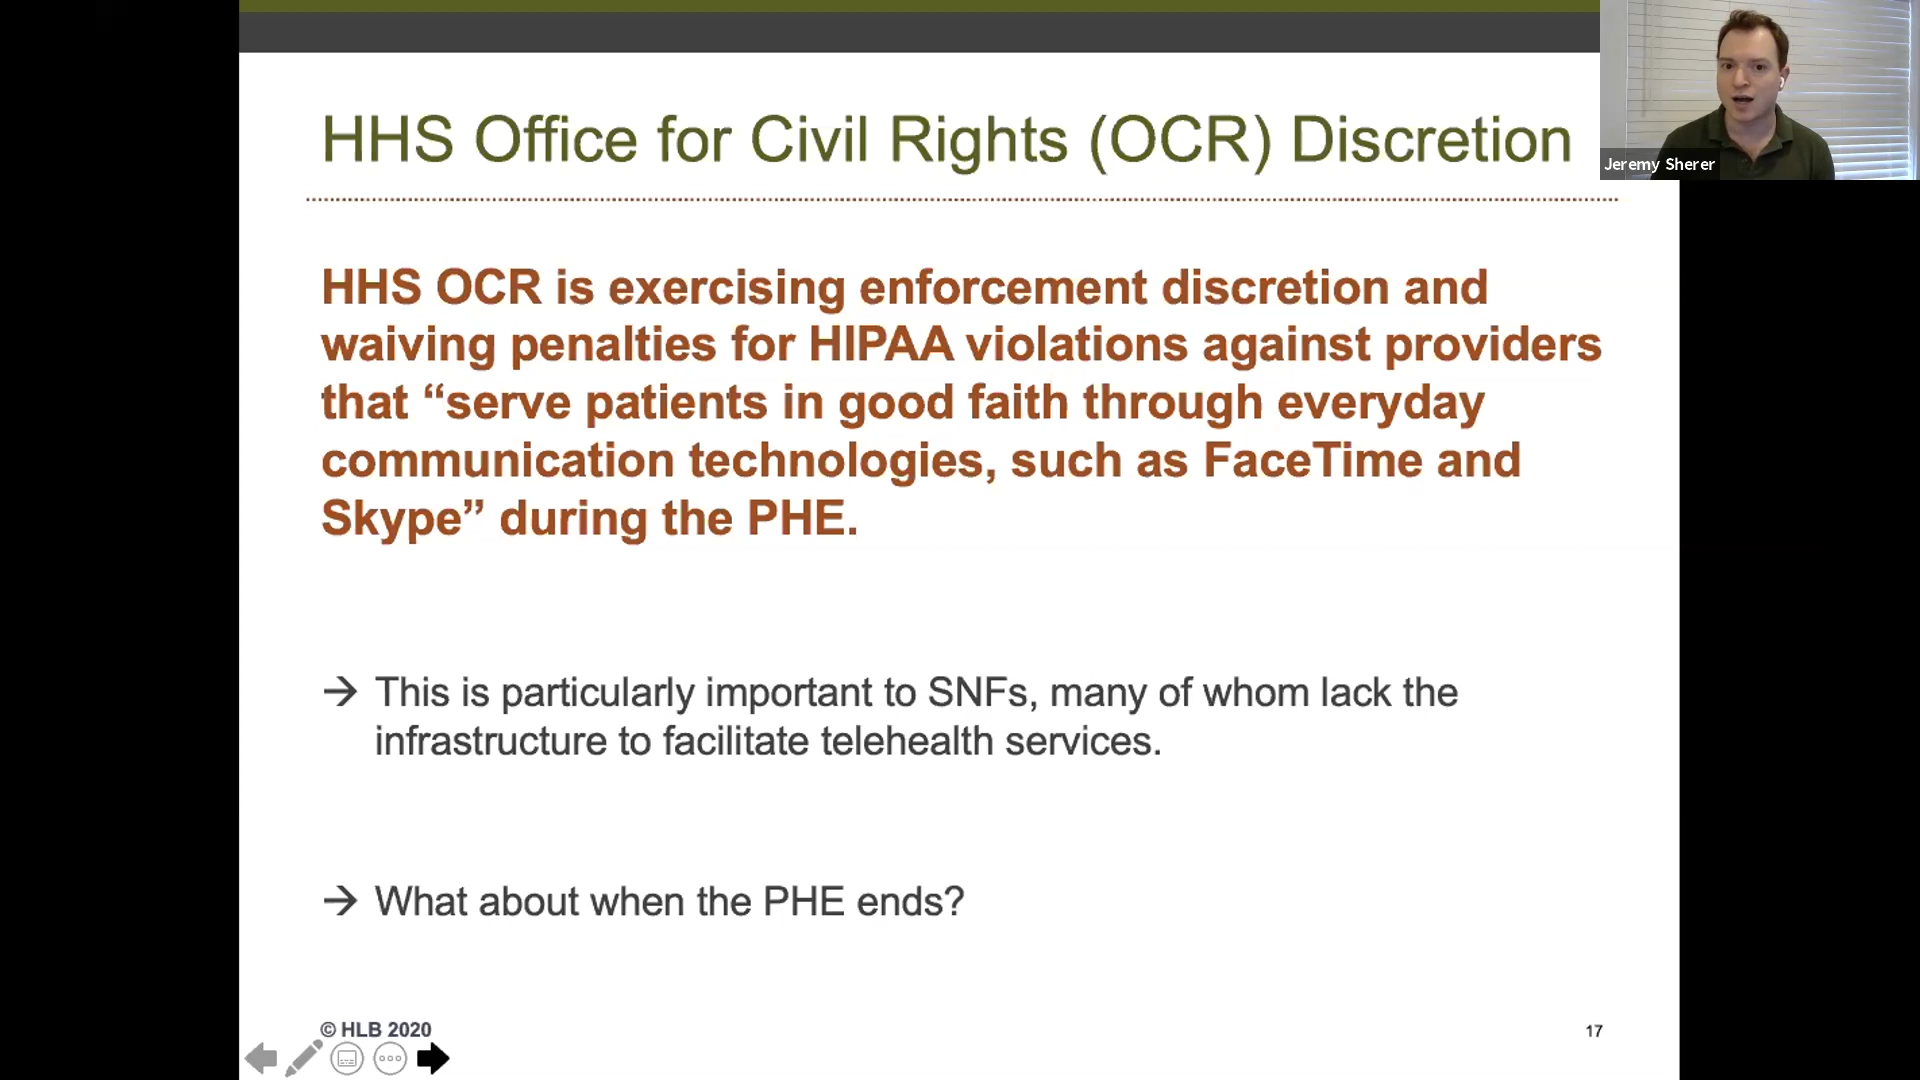 HHS Office for Civil Rights (OCR) Discretion
Jeremy Sherer
HHS OCR is exercising enforcement discretion and
waiving penalties for HIPAA violations against providers
that “serve patients in good faith through everyday
communication technologies, such as FaceTime and
Skype” during the PHE.
→ This is particularly important to SNFs, many of whom lack the
infrastructure to facilitate telehealth services.
→ What about when the PHE ends?
© HLB 2020
17